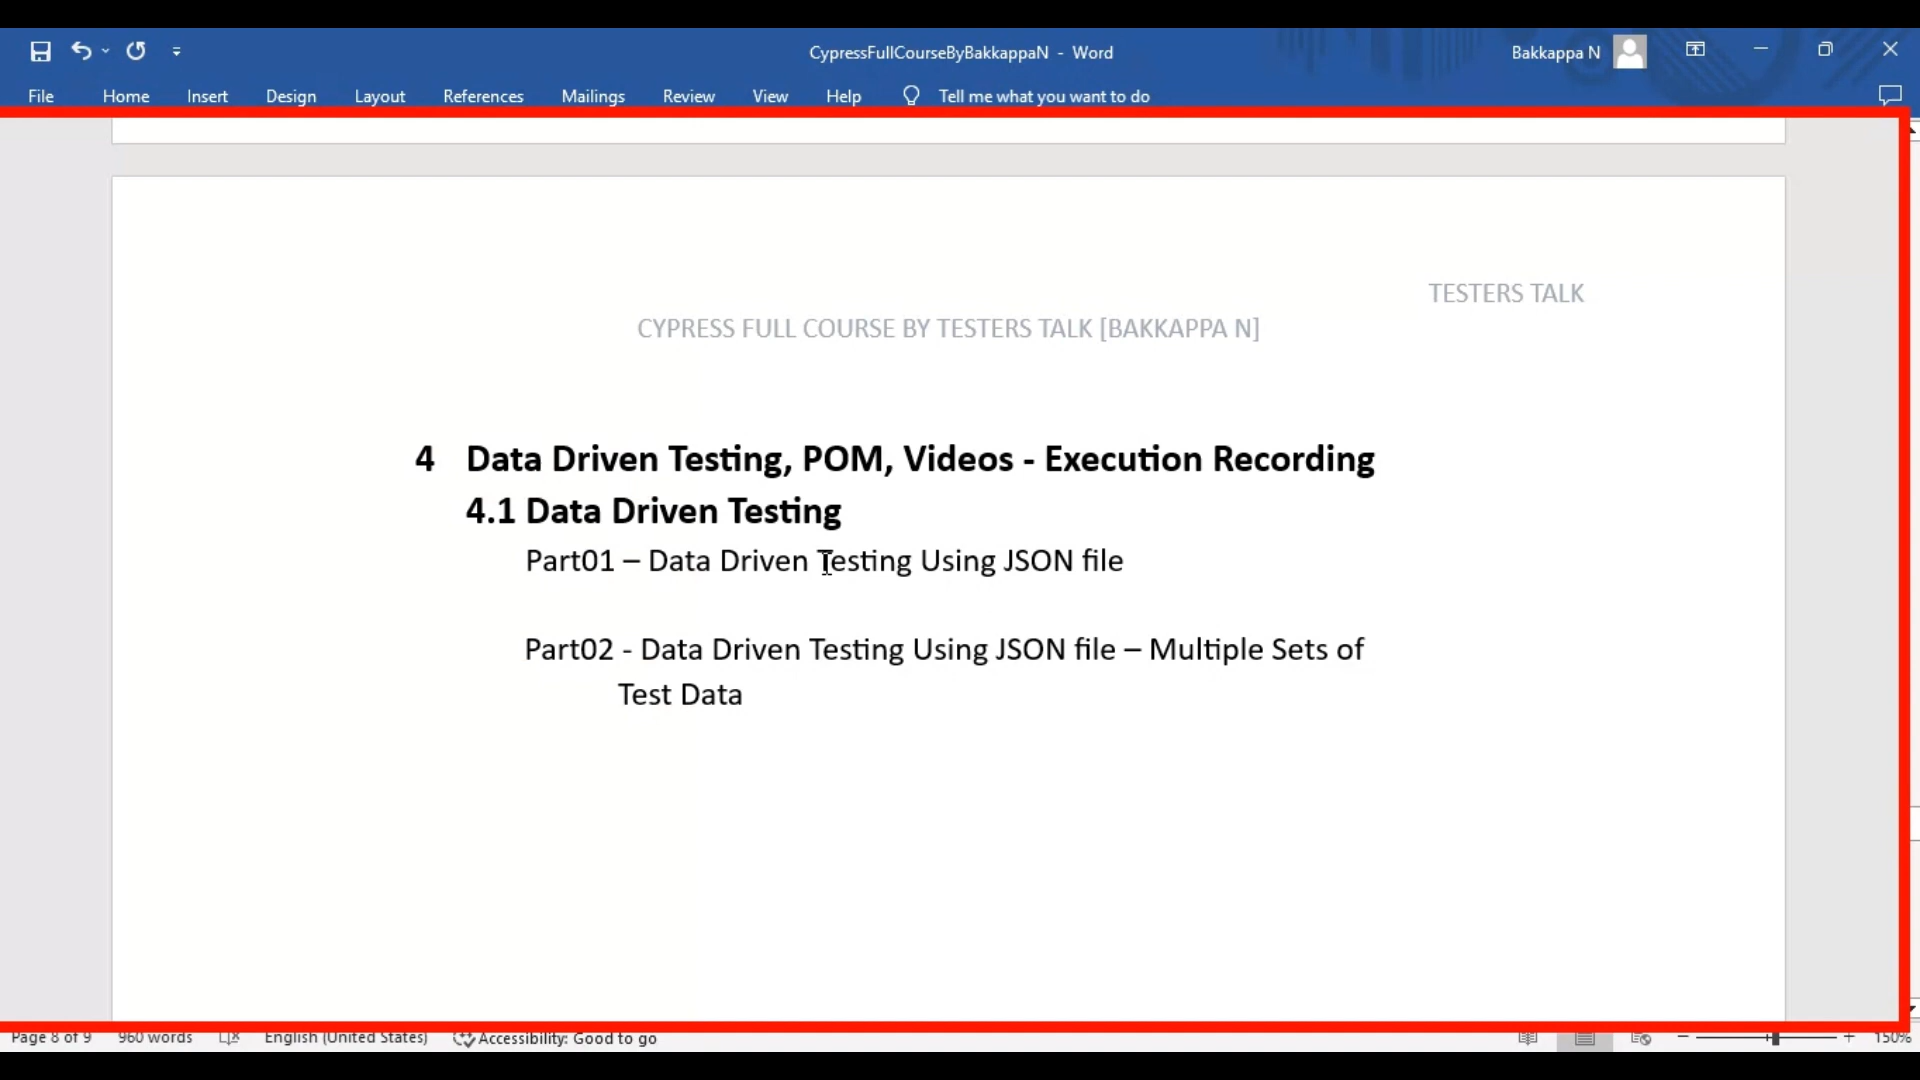 CypressFullCourseByBakkappaN - Word
Bakkappa N
File Home Insert Design Layout References Mailings Review View Help Tell me what you want to do
TESTERS TALK
CYPRESS FULL COURSE BY TESTERS TALK [BAKKAPPA N]
4 Data Driven Testing, POM, Videos - Execution Recording
4.1 Data Driven Testing
Part01 – Data Driven Testing Using JSON file
Part02 - Data Driven Testing Using JSON file – Multiple Sets of
Test Data
Page 8 of 9 960 words English (United States) Accessibility: Good to go 150%